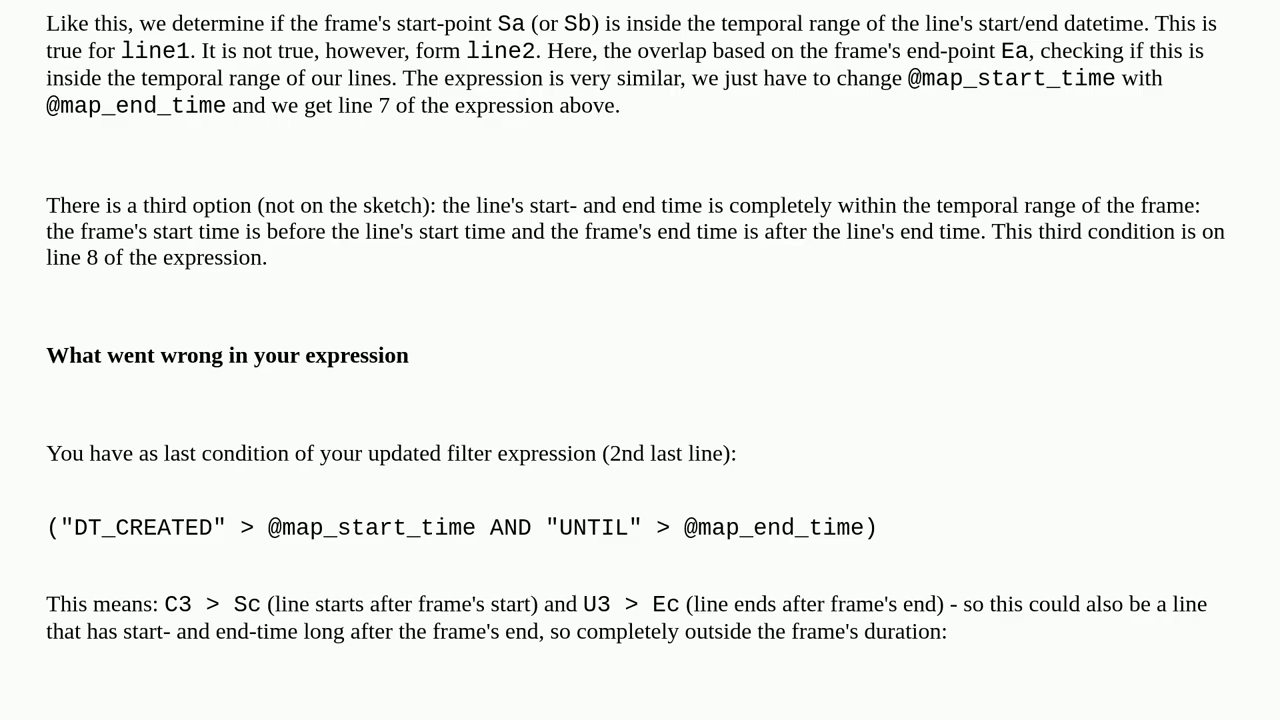 Like this, we determine if the frame's start-point Sa (or Sb) is inside the temporal range of the line's start/end datetime. This is
true for line1. It is not true, however, form line2. Here, the overlap based on the frame's end-point Ea, checking if this is
inside the temporal range of our lines. The expression is very similar, we just have to change @map_start_time with
@map_end_time and we get line 7 of the expression above.
There is a third option (not on the sketch): the line's start- and end time is completely within the temporal range of the frame:
the frame's start time is before the line's start time and the frame's end time is after the line's end time. This third condition is on
line 8 of the expression.
What went wrong in your expression
You have as last condition of your updated filter expression (2nd last line):
("DT_CREATED" > @map_start_time AND "UNTIL" > @map_end_time)
This means: C3 > Sc (line starts after frame's start) and U3 > Ec (line ends after frame's end) - so this could also be a line
that has start- and end-time long after the frame's end, so completely outside the frame's duration: